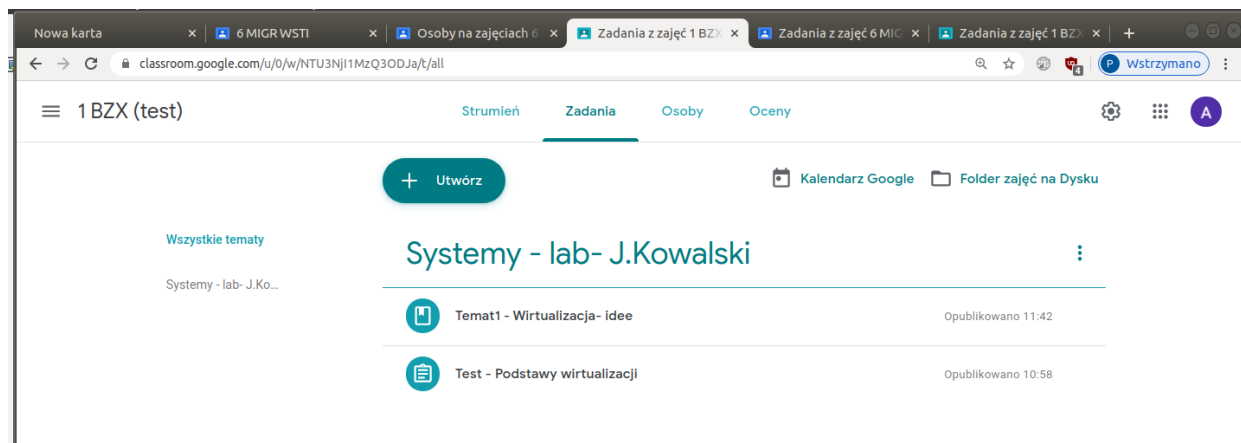 Nowa karta
6 MIGR WSTI
Osoby na zajęciach 6
Zadania z zajęć 1 BZX
Zadania z zajęć 6 MIG
Zadania z zajęć 1 BZX
classroom.google.com/u/0/w/NTU3NjI1MzQ3ODJa/t/all
4
P Wstrzymano
1 BZX (test)
Strumień Zadania Osoby Oceny
A
+ Utwórz
Kalendarz Google Folder zajęć na Dysku
Wszystkie tematy
Systemy - lab- J.Ko...
Systemy - lab- J.Kowalski
Temat1 - Wirtualizacja- idee Opublikowano 11:42
Test - Podstawy wirtualizacji Opublikowano 10:58